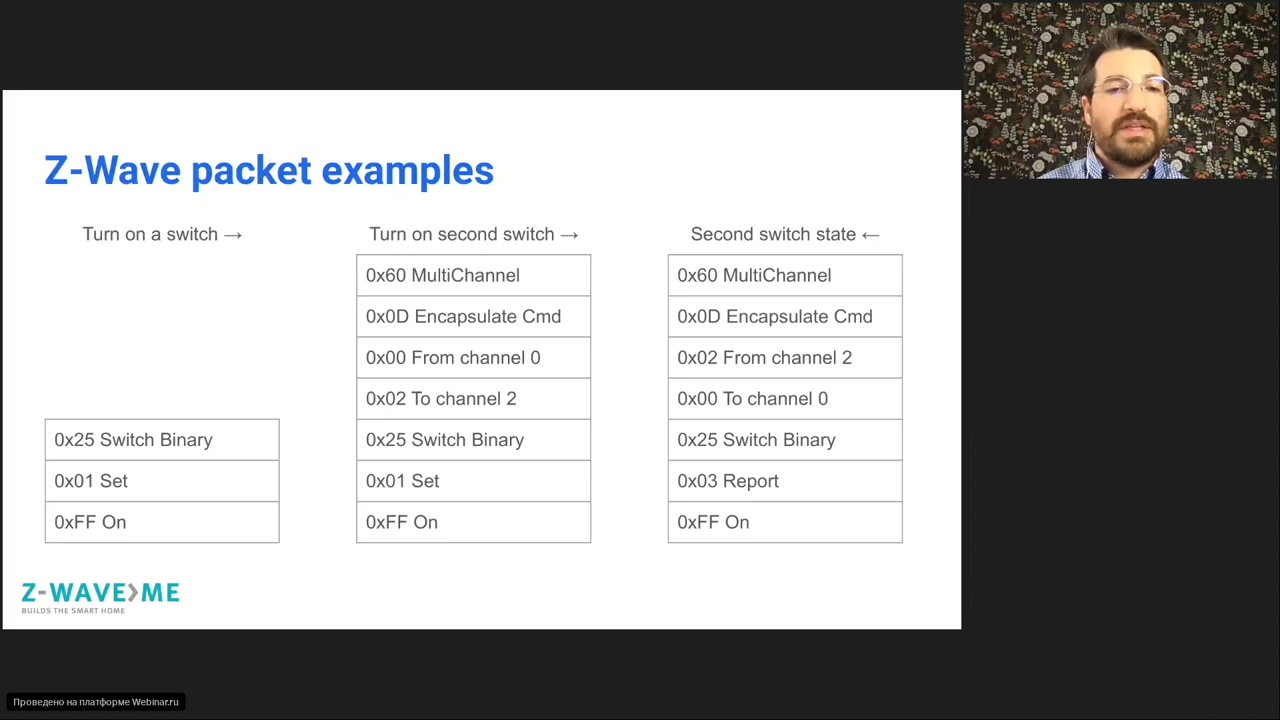 Z-Wave packet examples
Turn on a switch →
0x25 Switch Binary
0x01 Set
0xFF On
Turn on second switch →
0x60 MultiChannel
0x0D Encapsulate Cmd
0x00 From channel 0
0x02 To channel 2
0x25 Switch Binary
0x01 Set
0xFF On
Second switch state ←
0x60 MultiChannel
0x0D Encapsulate Cmd
0x02 From channel 2
0x00 To channel 0
0x25 Switch Binary
0x03 Report
0xFF On
Z-WAVE>ME
BUILDS THE SMART HOME
Проведено на платформе Webinar.ru